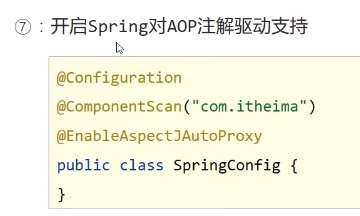 ⑦：开启Spring对AOP注解驱动支持
@Configuration
@ComponentScan("com.itheima")
@EnableAspectJAutoProxy
public class SpringConfig {
}